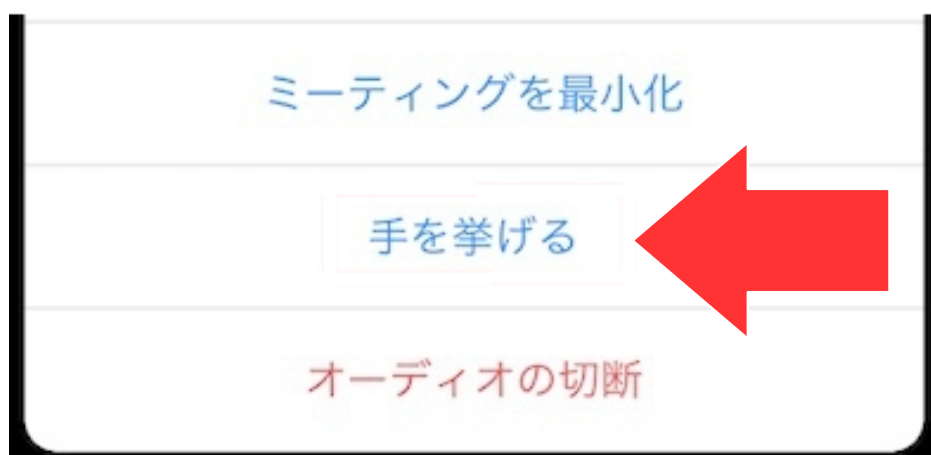 ミーティングを最小化
手を挙げる
オーディオの切断